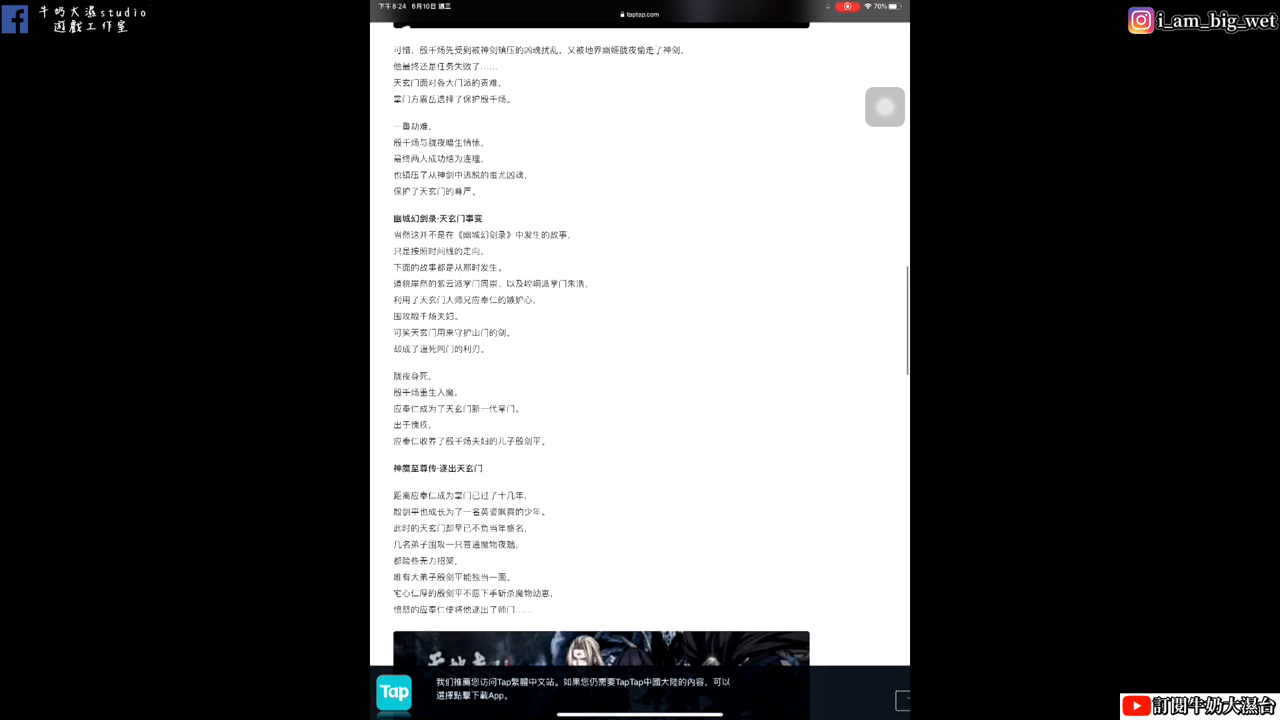 牛奶大濕studio
遊戲工作室
下午8:24 6月10日 週三
taptap.com
70%
i_am_big_wet
可惜，殷千炀先受到被神剑镇压的凶魂扰乱，又被地界幽姬胧夜偷走了神剑。
他最终还是任务失败了……
天玄门面对各大门派的责难，
掌门方震岳选择了保护殷千炀。
一番劫难，
殷千炀与胧夜暗生情愫，
最终两人成功结为连理，
也镇压了从神剑中逃脱的蚩尤凶魂，
保护了天玄门的尊严。
幽城幻剑录·天玄门事变
当然这并不是在《幽城幻剑录》中发生的故事，
只是按照时间线的走向，
下面的故事都是从那时发生。
道貌岸然的紫云派掌门周崇，以及崆峒派掌门朱浩，
利用了天玄门大师兄应奉仁的嫉妒心，
围攻殷千炀夫妇。
可笑天玄门用来守护山门的剑，
却成了逼死同门的利刃。
胧夜身死，
殷千炀重生入魔。
应奉仁成为了天玄门新一代掌门。
出于愧疚，
应奉仁收养了殷千炀夫妇的儿子殷剑平。
神魔至尊传·逐出天玄门
距离应奉仁成为掌门已过了十几年，
殷剑平也成长为了一名英姿飒爽的少年。
此时的天玄门却早已不负当年盛名，
几名弟子围攻一只普通魔物夜魈，
都险些无力招架，
唯有大弟子殷剑平能独当一面。
宅心仁厚的殷剑平不愿下手斩杀魔物幼崽，
愤怒的应奉仁便将他逐出了师门……
Tap
我们推薦您访问Tap繁體中文站。如果您仍需要TapTap中國大陸的內容，可以
選擇點擊下載App。
訂閱牛奶大濕台